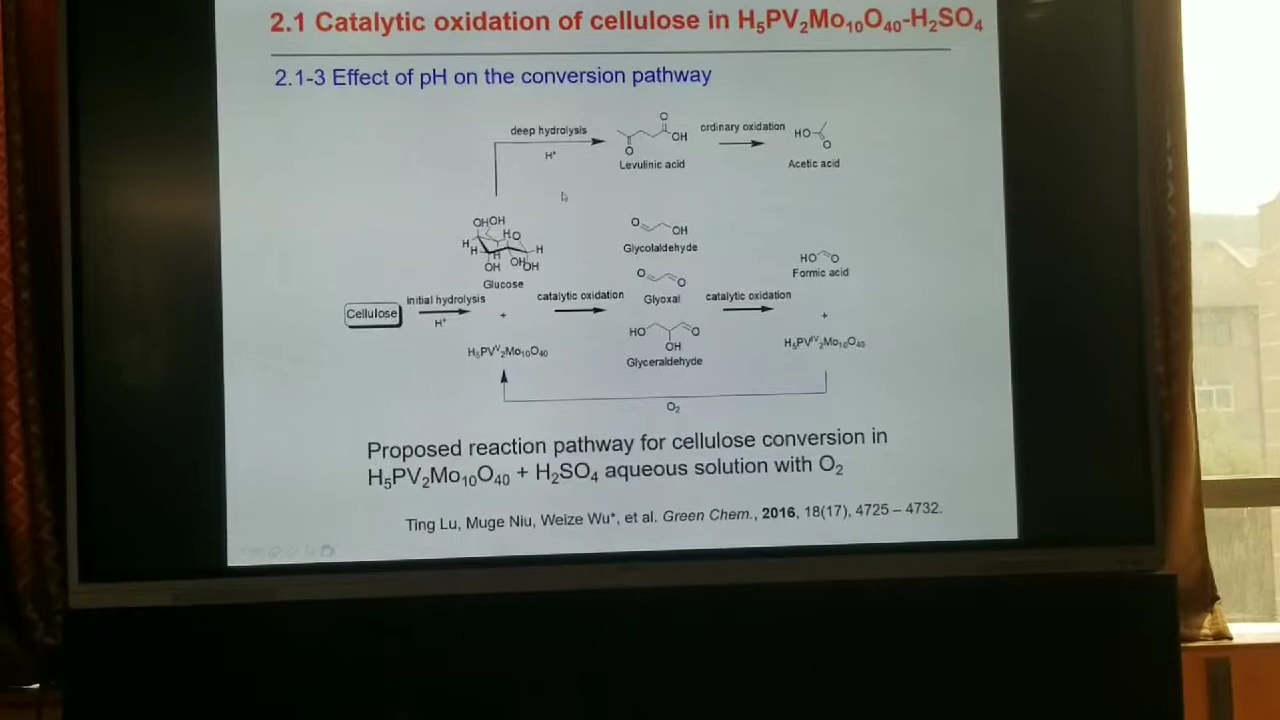 2.1 Catalytic oxidation of cellulose in H₅PV₂Mo₁₀O₄₀-H₂SO₄
2.1-3 Effect of pH on the conversion pathway
deep hydrolysis
H⁺
O
OH
O
Levulinic acid
ordinary oxidation
HO
O
Acetic acid
OHOH
HO
H
H
H
H
OH
OH
OH
Glucose
O
OH
Glycolaldehyde
O
O
Glyoxal
HO
O
OH
Glyceraldehyde
HO
O
Formic acid
Cellulose
initial hydrolysis
H⁺
+
H₅PVⱽ₂Mo₁₀O₄₀
catalytic oxidation
catalytic oxidation
+
H₅PVᴵⱽ₂Mo₁₀O₄₀
O₂
Proposed reaction pathway for cellulose conversion in
H₅PV₂Mo₁₀O₄₀ + H₂SO₄ aqueous solution with O₂
Ting Lu, Muge Niu, Weize Wu*, et al. Green Chem., 2016, 18(17), 4725 – 4732.